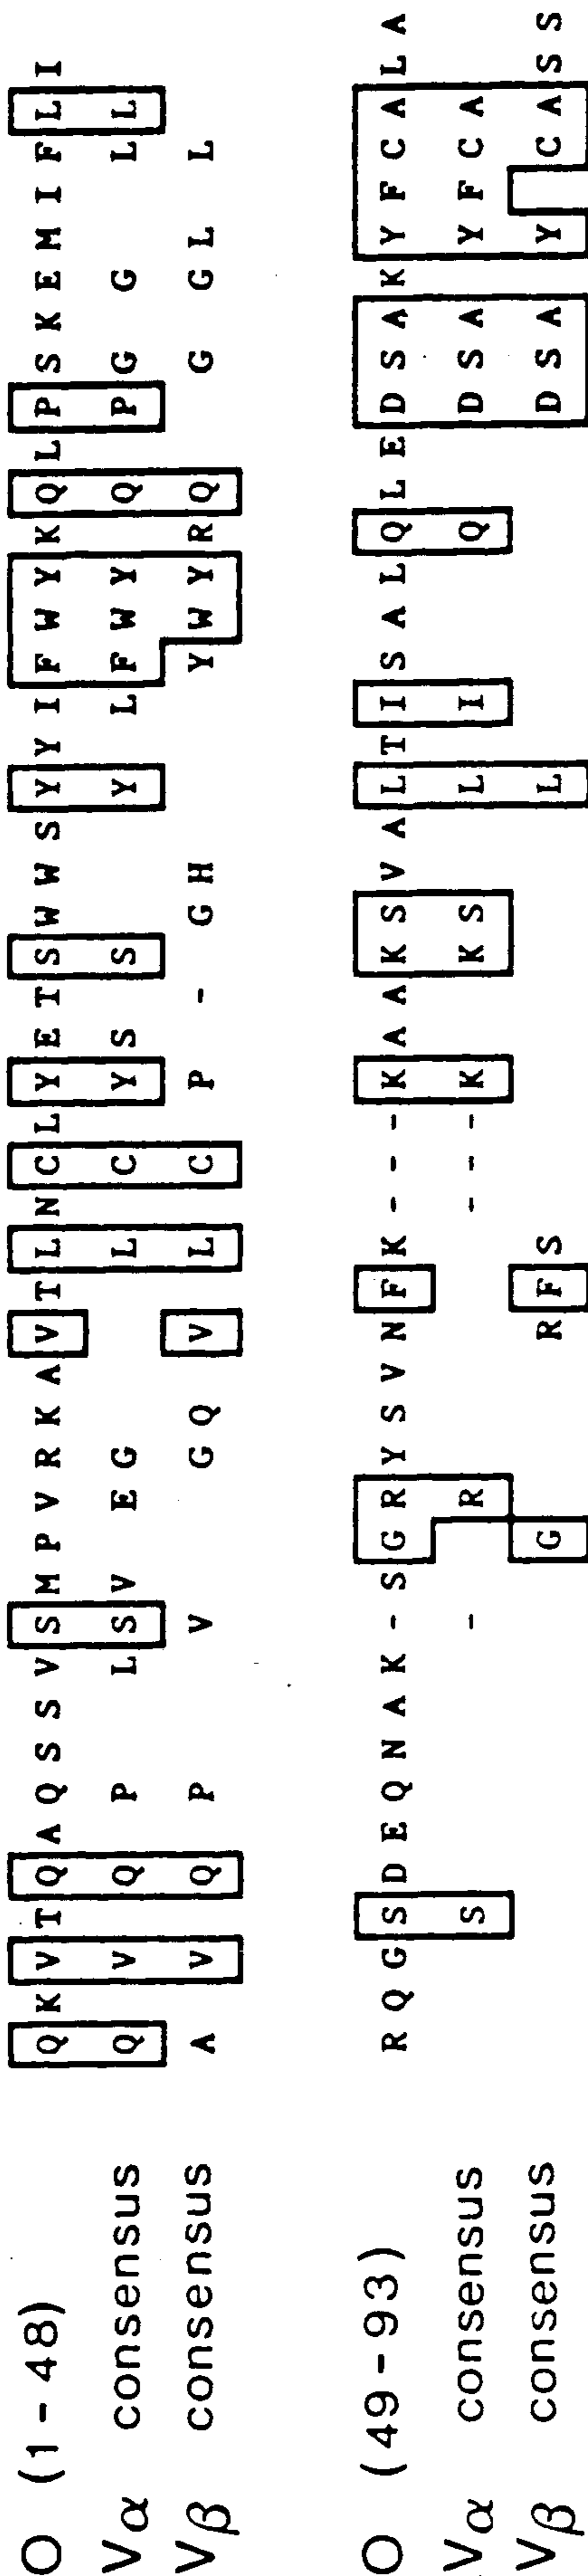 O (1-48) Q K V T Q A Q S S V S M P V R K A V T L N C L Y E T S W W S Y Y I F W Y K Q L P S K E M I F L I
Vα consensus Q V Q P L S V E G L C Y S S Y L F W Y Q P G G L L
Vβ consensus A V Q P V G Q V L C P - G H Y W Y R Q G G L L
O (49-93) R Q G S D E Q N A K - S G R Y S V N F K - - - K A A K S V A L T I S A L Q L E D S A K Y F C A L A
Vα consensus S - R - - - K K S L I Q D S A Y F C A
Vβ consensus G R F S L D S A Y C A S S